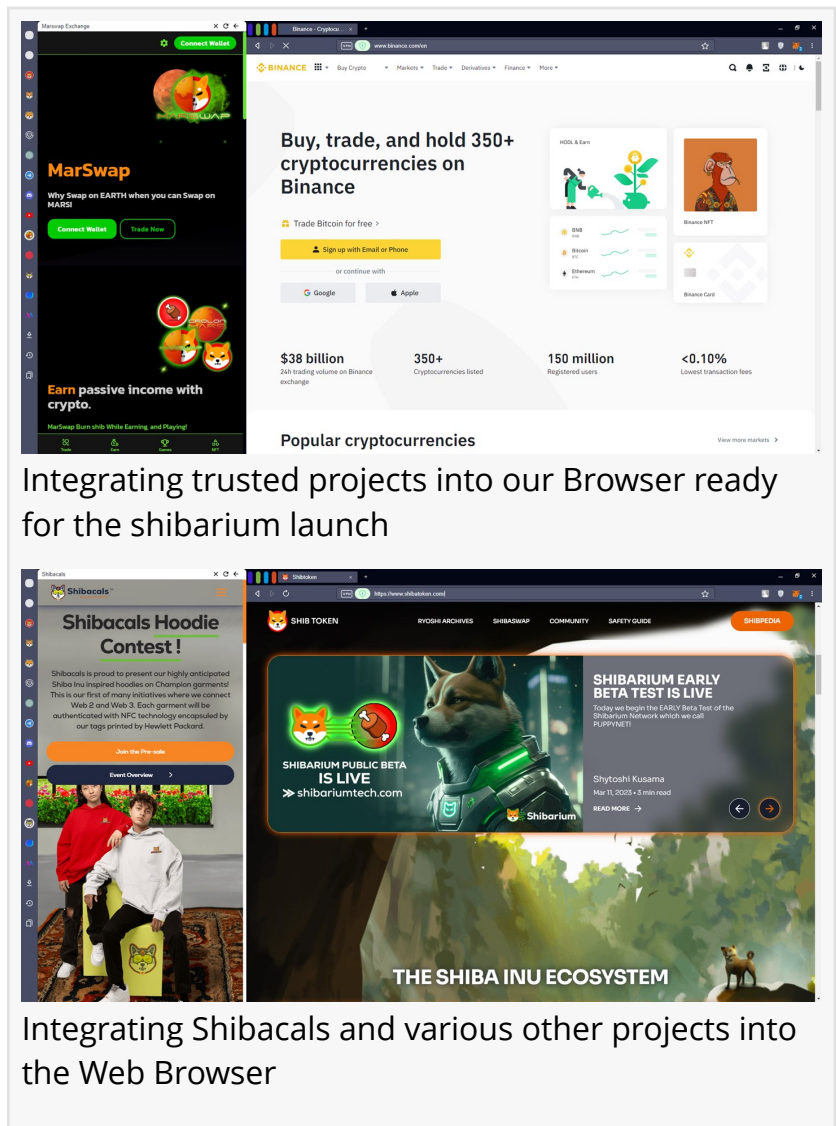 Marswap Exchange
Binance - Cryptocu...
VPN
www.binance.com/en
Connect Wallet
BINANCE
Buy Crypto
Markets
Trade
Derivatives
Finance
More
MARSWAP
MarSwap
Why Swap on EARTH when you can Swap on
MARS!
Connect Wallet
Trade Now
Earn passive income with
crypto.
MarSwap Burn shib While Earning, and Playing!
Trade
Earn
Games
NFT
Buy, trade, and hold 350+
cryptocurrencies on
Binance
Trade Bitcoin for free >
Sign up with Email or Phone
or continue with
Google
Apple
HODL & Earn
BNB
BNB
Bitcoin
BTC
Ethereum
ETH
Binance NFT
Binance Card
$38 billion
24h trading volume on Binance
exchange
350+
Cryptocurrencies listed
150 million
Registered users
<0.10%
Lowest transaction fees
Popular cryptocurrencies
View more markets >
Integrating trusted projects into our Browser ready
for the shibarium launch
Shibacals
Shibtoken
VPN
https://www.shibatoken.com/
Shibacals™
Shibacals Hoodie
Contest !
Shibacals is proud to present our highly anticipated
Shiba Inu inspired hoodies on Champion garments!
This is our first of many initiatives where we connect
Web 2 and Web 3. Each garment will be
authenticated with NFC technology encapsuled by
our tags printed by Hewlett Packard.
Join the Pre-sale
Event Overview >
SHIB TOKEN
RYOSHI ARCHIVES
SHIBASWAP
COMMUNITY
SAFETY GUIDE
SHIBPEDIA
SHIBARIUM PUBLIC BETA
IS LIVE
shibariumtech.com
Shibarium
SHIBARIUM EARLY
BETA TEST IS LIVE
Today we begin the EARLY Beta Test of the
Shibarium Network which we call
PUPPYNET!
Shytoshi Kusama
Mar 11, 2023 • 3 min read
READ MORE →
THE SHIBA INU ECOSYSTEM
Integrating Shibacals and various other projects into
the Web Browser